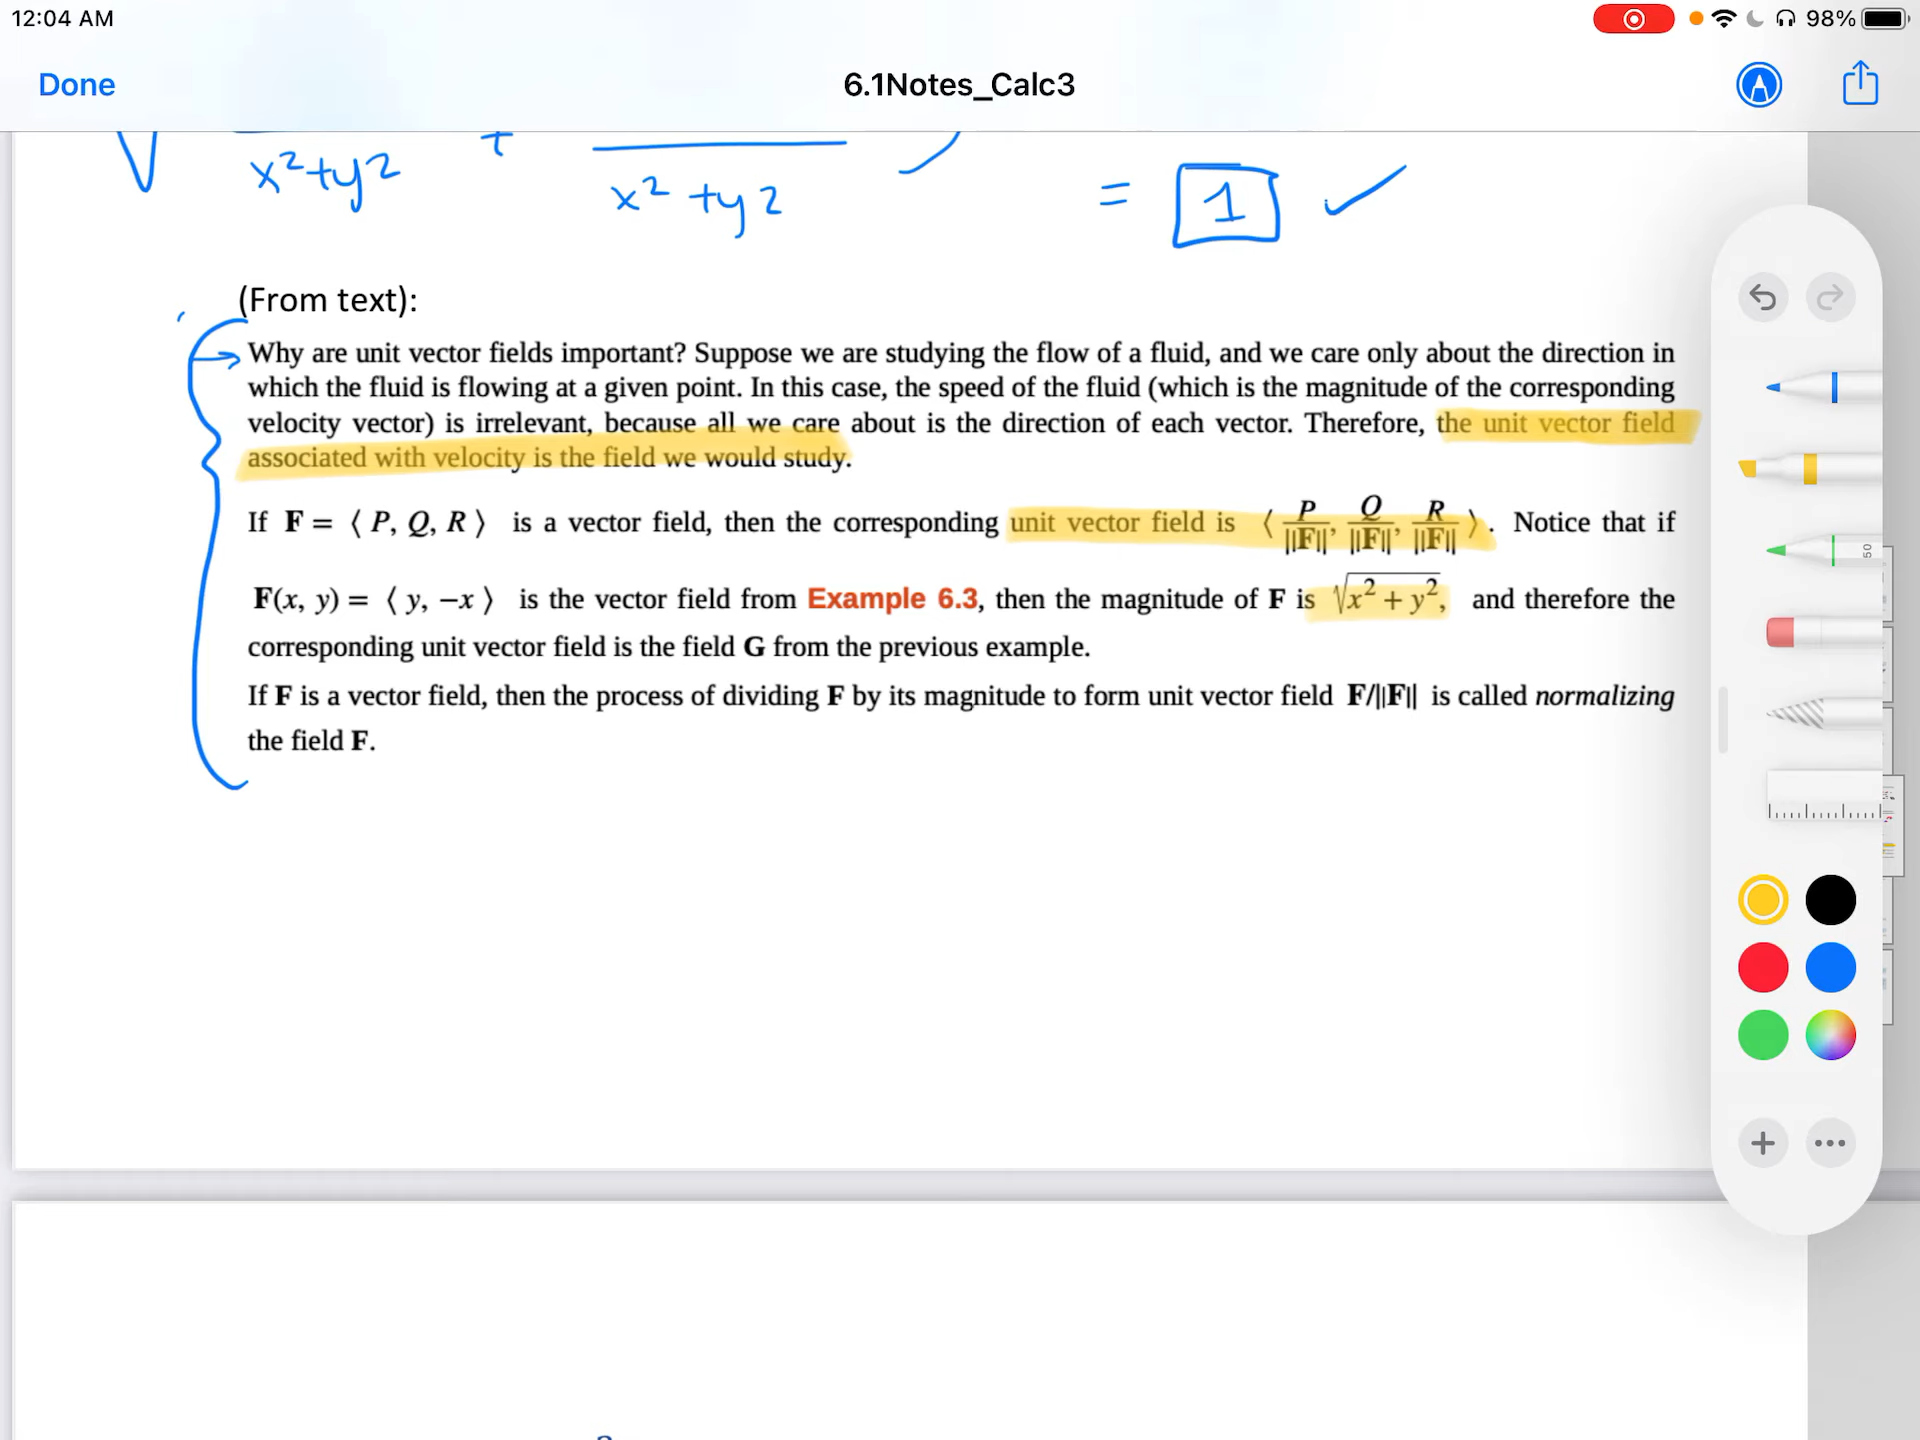 12:04 AM
98%
Done
6.1Notes_Calc3
x²+y² + x²+y² = 1 ✓
(From text):
Why are unit vector fields important? Suppose we are studying the flow of a fluid, and we care only about the direction in
which the fluid is flowing at a given point. In this case, the speed of the fluid (which is the magnitude of the corresponding
velocity vector) is irrelevant, because all we care about is the direction of each vector. Therefore, the unit vector field
associated with velocity is the field we would study.
If F = ⟨ P, Q, R ⟩ is a vector field, then the corresponding unit vector field is ⟨ P/||F||, Q/||F||, R/||F|| ⟩. Notice that if
F(x, y) = ⟨ y, −x ⟩ is the vector field from Example 6.3, then the magnitude of F is √x² + y², and therefore the
corresponding unit vector field is the field G from the previous example.
If F is a vector field, then the process of dividing F by its magnitude to form unit vector field F/||F|| is called normalizing
the field F.
50